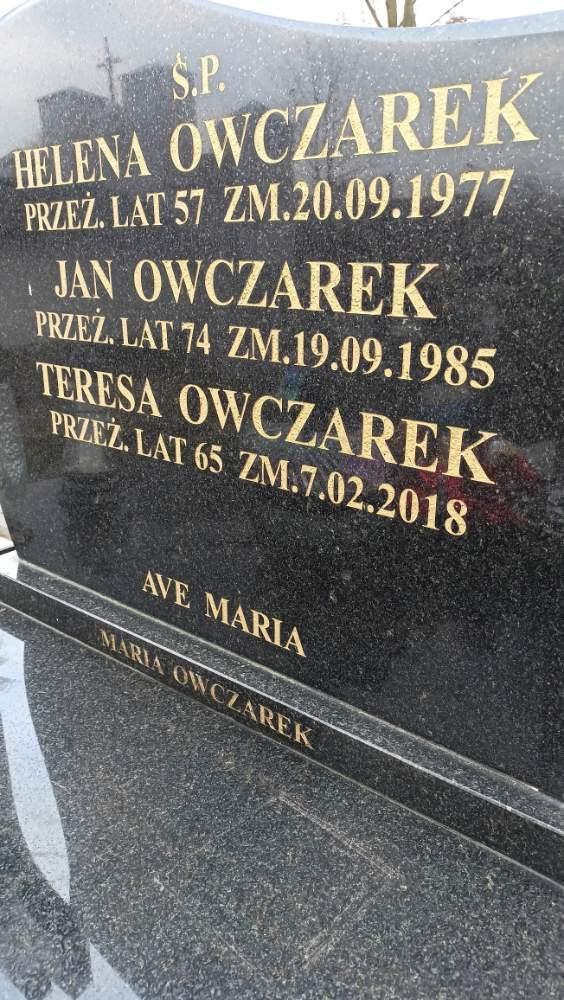 Ś.P.
HELENA OWCZAREK
PRZEŻ. LAT 57 ZM.20.09.1977
JAN OWCZAREK
PRZEŻ. LAT 74 ZM.19.09.1985
TERESA OWCZAREK
PRZEŻ. LAT 65 ZM.7.02.2018
AVE MARIA
MARIA OWCZAREK